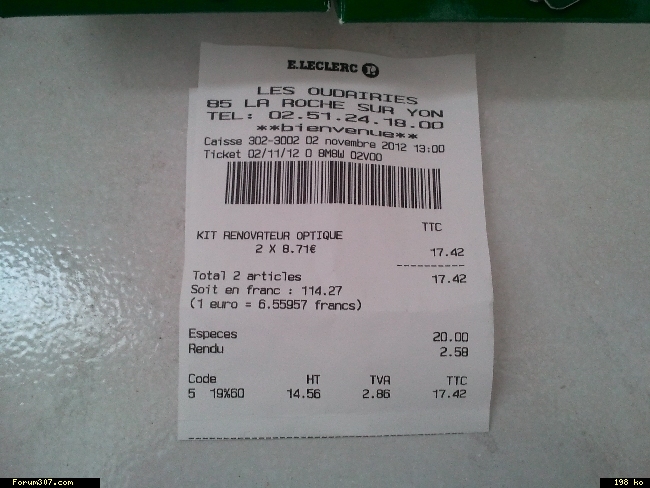 E.LECLERC
LES OUDAIRIES
85 LA ROCHE SUR YON
TEL: 02.51.24.18.00
**bienvenue**
Caisse 302-3002 02 novembre 2012 13:00
Ticket 02/11/12 0 8M8W 02V00
TTC
KIT RENOVATEUR OPTIQUE
2 X 8.71€ 17.42
----------
Total 2 articles 17.42
Soit en franc : 114.27
(1 euro = 6.55957 francs)
Especes 20.00
Rendu 2.58
Code HT TVA TTC
5 19%60 14.56 2.86 17.42
Forum307.com 198 ko